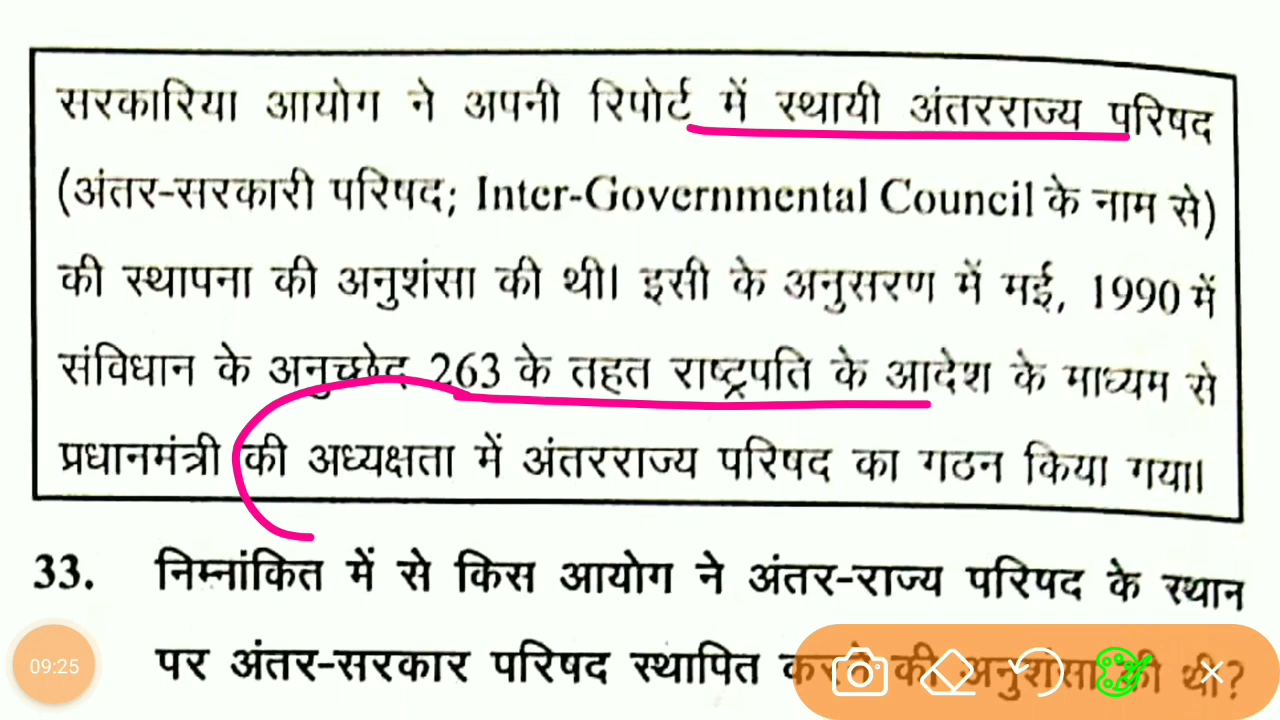 सरकारिया आयोग ने अपनी रिपोर्ट में स्थायी अंतरराज्य परिषद
(अंतर-सरकारी परिषद; Inter-Governmental Council के नाम से)
की स्थापना की अनुशंसा की थी। इसी के अनुसरण में मई, 1990 में
संविधान के अनुच्छेद 263 के तहत राष्ट्रपति के आदेश के माध्यम से
प्रधानमंत्री की अध्यक्षता में अंतरराज्य परिषद का गठन किया गया।
33. निम्नांकित में से किस आयोग ने अंतर-राज्य परिषद के स्थान
पर अंतर-सरकार परिषद स्थापित करने की अनुशंसा की थी?
09:25